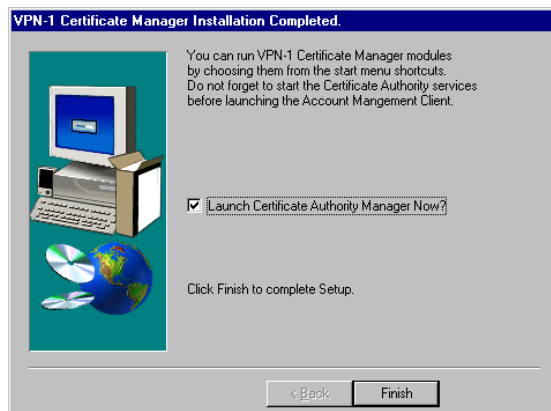 VPN-1 Certificate Manager Installation Completed.
You can run VPN-1 Certificate Manager modules
by choosing them from the start menu shortcuts.
Do not forget to start the Certificate Authority services
before launching the Account Mangement Client.
Launch Certificate Authority Manager Now?
Click Finish to complete Setup.
< Back
Finish